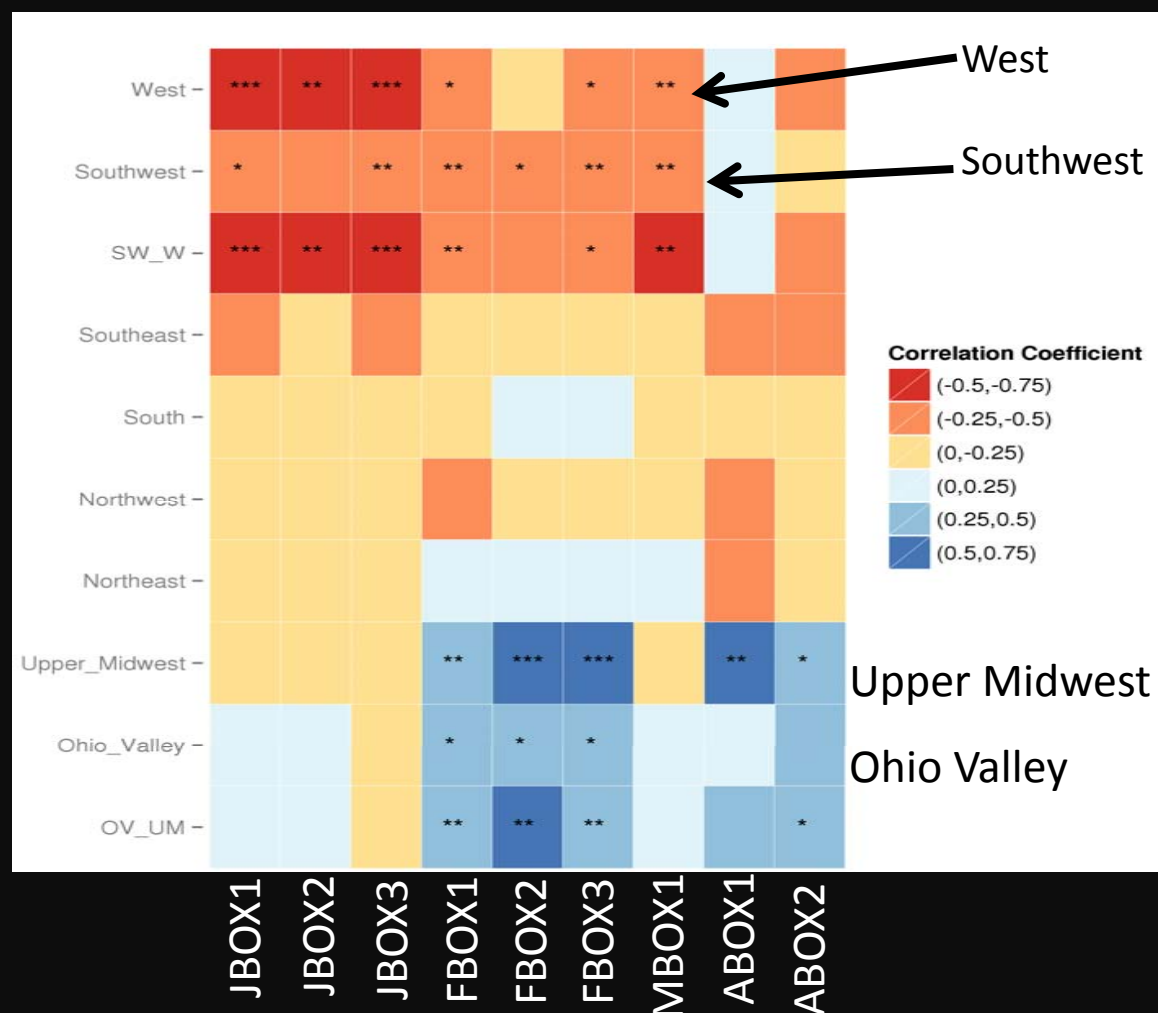 West – *** ** *** * * ** West
Southwest – * ** ** * ** ** Southwest
SW_W – *** ** *** ** * **
Southeast –
South –
Northwest –
Northeast –
Correlation Coefficient
(-0.5,-0.75)
(-0.25,-0.5)
(0,-0.25)
(0,0.25)
(0.25,0.5)
(0.5,0.75)
Upper_Midwest – ** *** *** ** * Upper Midwest
Ohio_Valley – * * * Ohio Valley
OV_UM – ** ** ** *
JBOX1 JBOX2 JBOX3 FBOX1 FBOX2 FBOX3 MBOX1 ABOX1 ABOX2